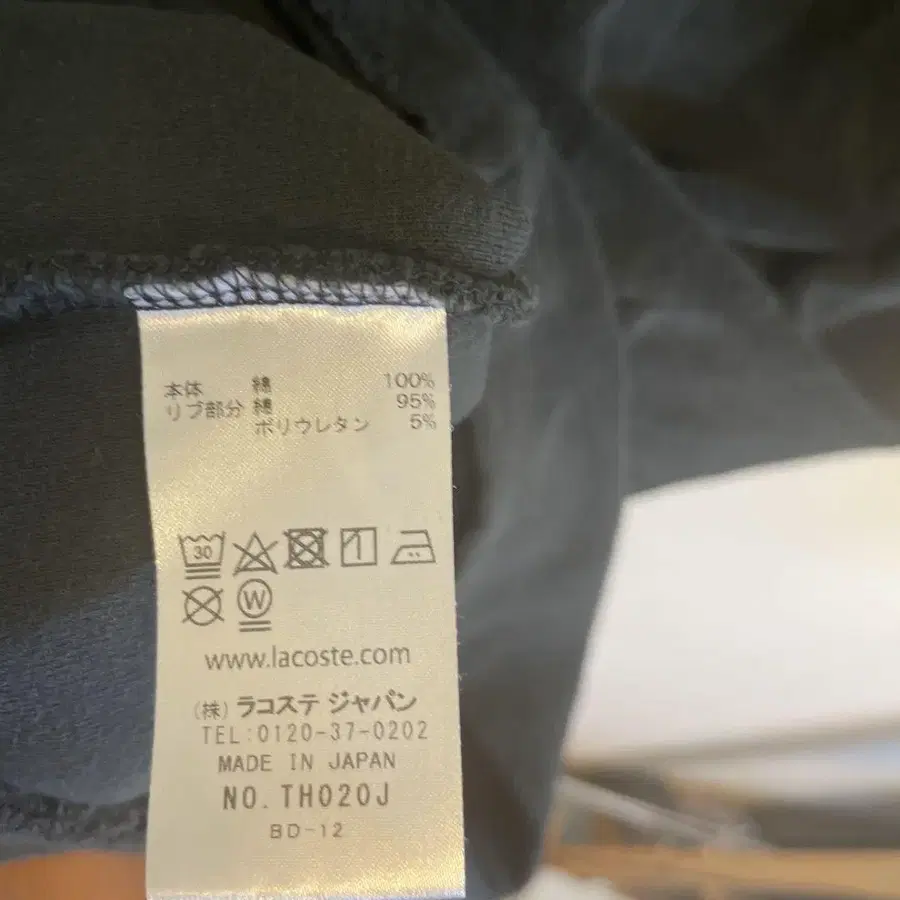 本体 綿 100%
リブ部分 綿 95%
ポリウレタン 5%
30
W
www.lacoste.com
(株) ラコステ ジャパン
TEL:0120-37-0202
MADE IN JAPAN
NO. TH020J
BD-12